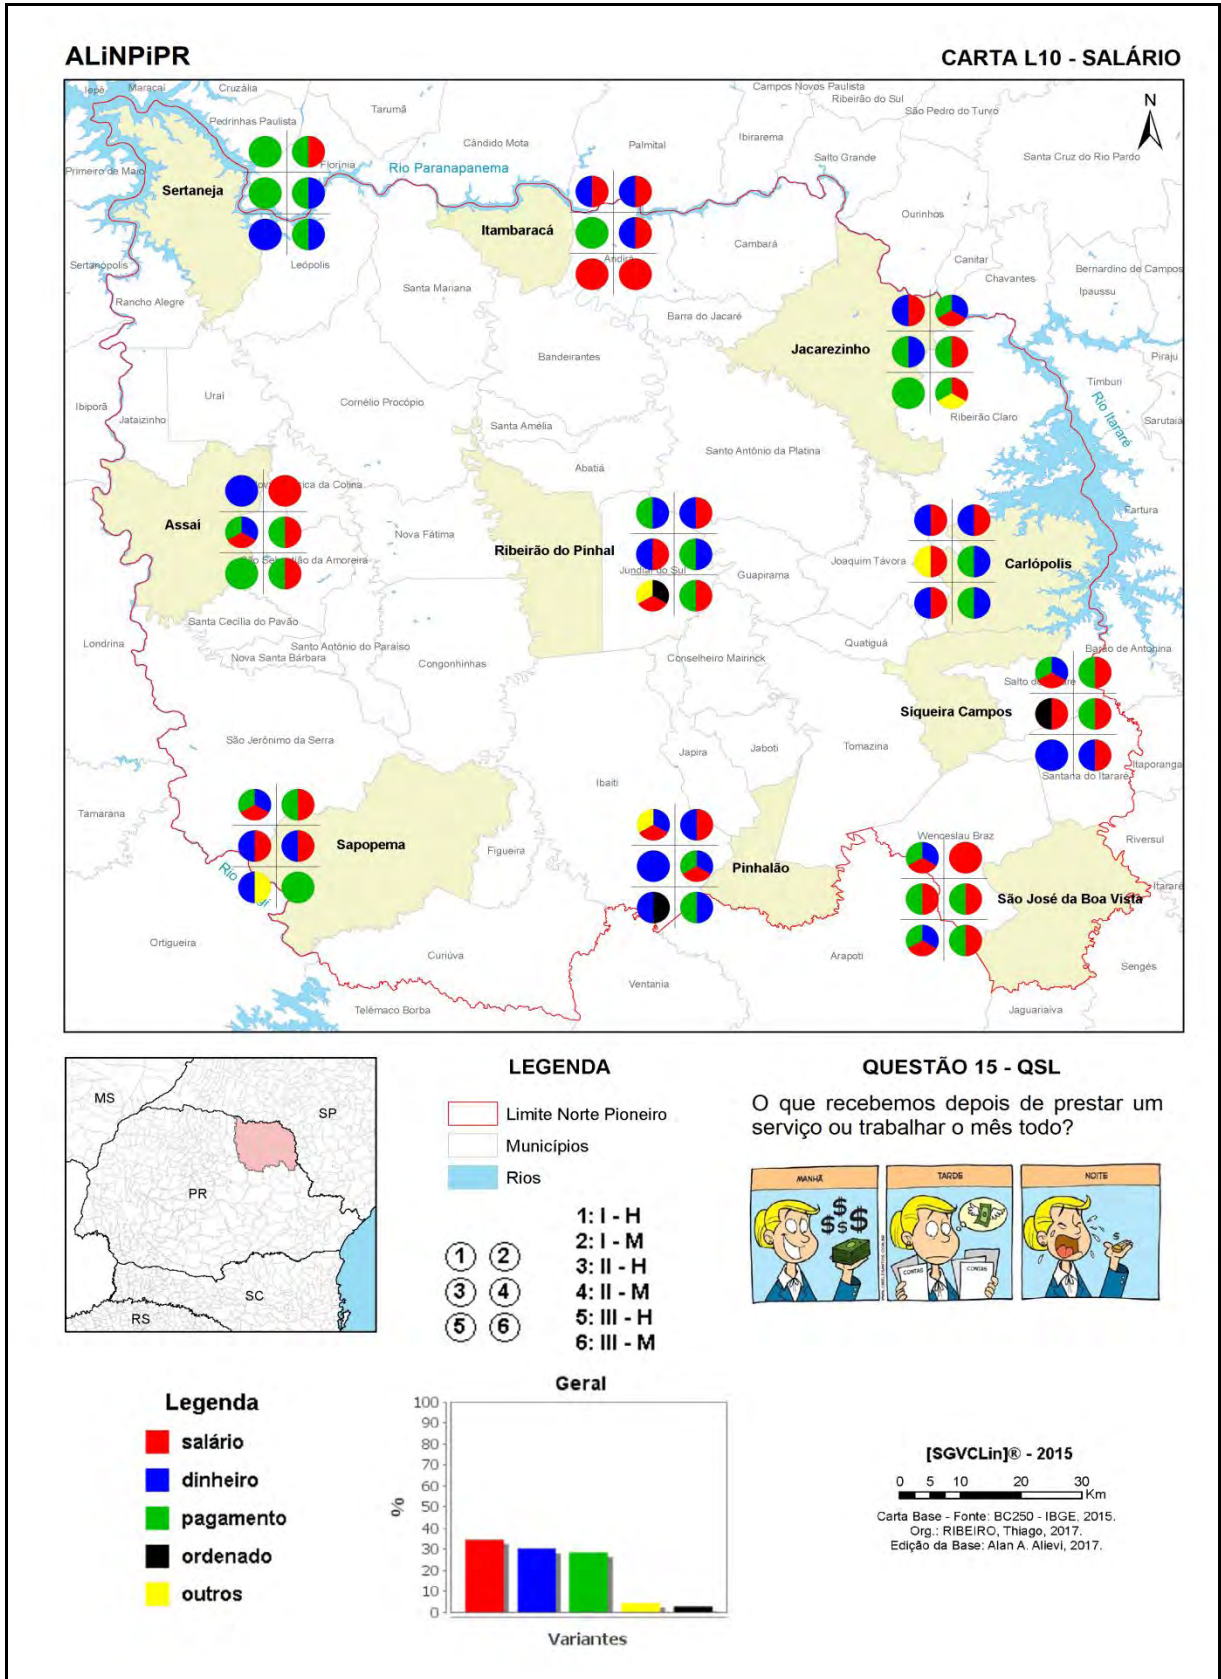 ALiNPiPR
CARTA L10 - SALÁRIO
Iepê
Maracaí
Cruzália
Pedrinhas Paulista
Tarumã
Cândido Mota
Florínia
Palmital
Ibirarema
Campos Novos Paulista
Ribeirão do Sul
São Pedro do Turvo
Salto Grande
Santa Cruz do Rio Pardo
N
Primeiro de Maio
Sertaneja
Rio Paranapanema
Itambaracá
Ourinhos
Cambará
Andirá
Canitar
Chavantes
Bernardino de Campos
Ipaussu
Sertanópolis
Leópolis
Rancho Alegre
Santa Mariana
Barra do Jacaré
Jacarezinho
Bandeirantes
Piraju
Timburi
Rio Itararé
Sarutaiá
Ibiporã
Jataizinho
Uraí
Cornélio Procópio
Santa Amélia
Ribeirão Claro
Abatiá
Santo Antônio da Platina
Assaí
Nova Fátima
Ribeirão do Pinhal
Jundiaí do Sul
Guapirama
Joaquim Távora
Carlópolis
Fartura
Santa Cecília do Pavão
Santo Antônio do Paraíso
Nova Santa Bárbara
Congonhinhas
Londrina
Conselheiro Mairinck
Quatiguá
Barão de Antonina
Siqueira Campos
São Jerônimo da Serra
Japira
Jaboti
Tomazina
Itaporanga
Santana do Itararé
Ibaiti
Tamarana
Sapopema
Figueira
Pinhalão
Wenceslau Braz
Riversul
Itararé
São José da Boa Vista
Rio
Ortigueira
Curiúva
Ventania
Arapoti
Sengés
Telêmaco Borba
Jaguariaíva
MS
SP
PR
SC
RS
LEGENDA
Limite Norte Pioneiro
Municípios
Rios
1 2
3 4
5 6
1: I - H
2: I - M
3: II - H
4: II - M
5: III - H
6: III - M
QUESTÃO 15 - QSL
O que recebemos depois de prestar um
serviço ou trabalhar o mês todo?
MANHÃ
TARDE
NOITE
$ $ $ $
CONTAS
CONTAS
$
Legenda
salário
dinheiro
pagamento
ordenado
outros
Geral
100
90
80
70
60
50
40
30
20
10
0
%
Variantes
[SGVCLin]® - 2015
0 5 10 20 30
Km
Carta Base - Fonte: BC250 - IBGE, 2015.
Org.: RIBEIRO, Thiago, 2017.
Edição da Base: Alan A. Alievi, 2017.